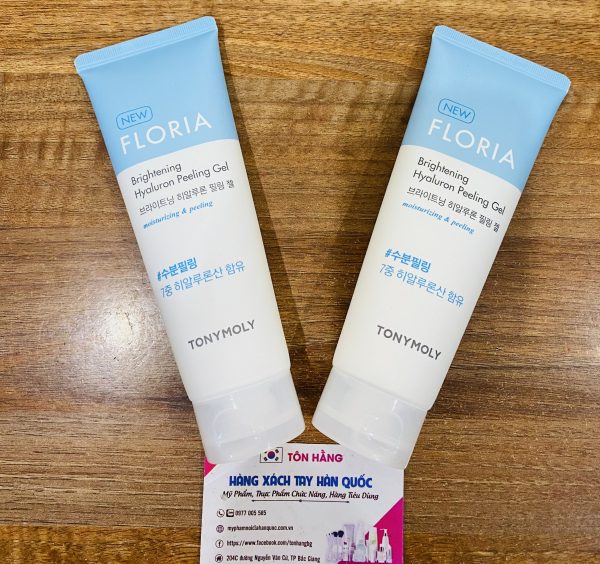 NEW
FLORIA
Brightening
Hyaluron Peeling Gel
브라이트닝 히알루론 필링 젤
moisturizing & peeling
#수분필링
7중 히알루론산 함유
TONYMOLY
NEW
FLORIA
Brightening
Hyaluron Peeling Gel
브라이트닝 히알루론 필링 젤
moisturizing & peeling
#수분필링
7중 히알루론산 함유
TONYMOLY
TÔN HẰNG
HÀNG XÁCH TAY HÀN QUỐC
Mỹ Phẩm, Thực Phẩm Chức Năng, Hàng Tiêu Dùng
0977 005 565
myphamnoidiahanquoc.com.vn
https://www.facebook.com/tonhangbg
204C đường Nguyễn Văn Cừ, TP Bắc Giang